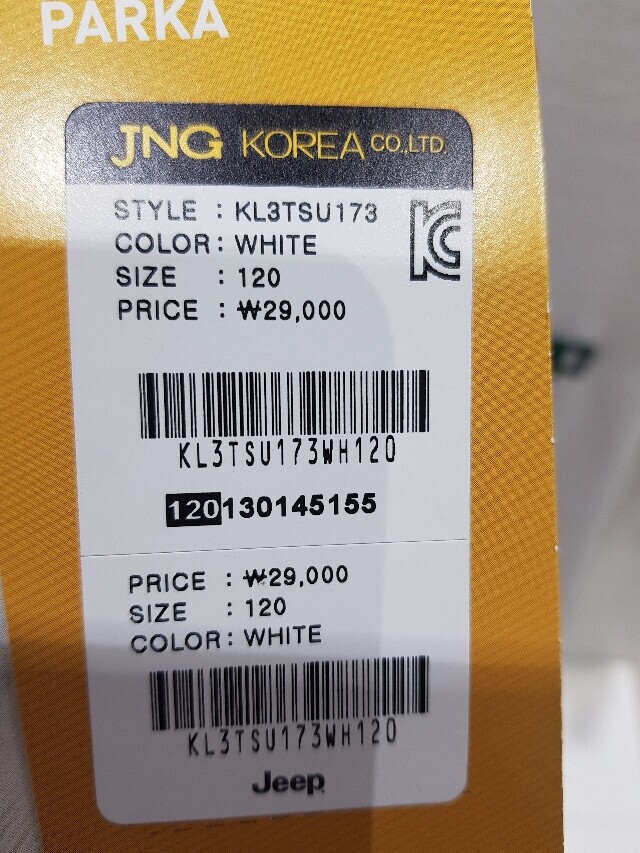 PARKA
JNG KOREA CO.,LTD.
STYLE : KL3TSU173
COLOR : WHITE
SIZE : 120
PRICE : ₩29,000
KC
KL3TSU173WH120
120130145155
PRICE : ₩29,000
SIZE : 120
COLOR : WHITE
KL3TSU173WH120
Jeep